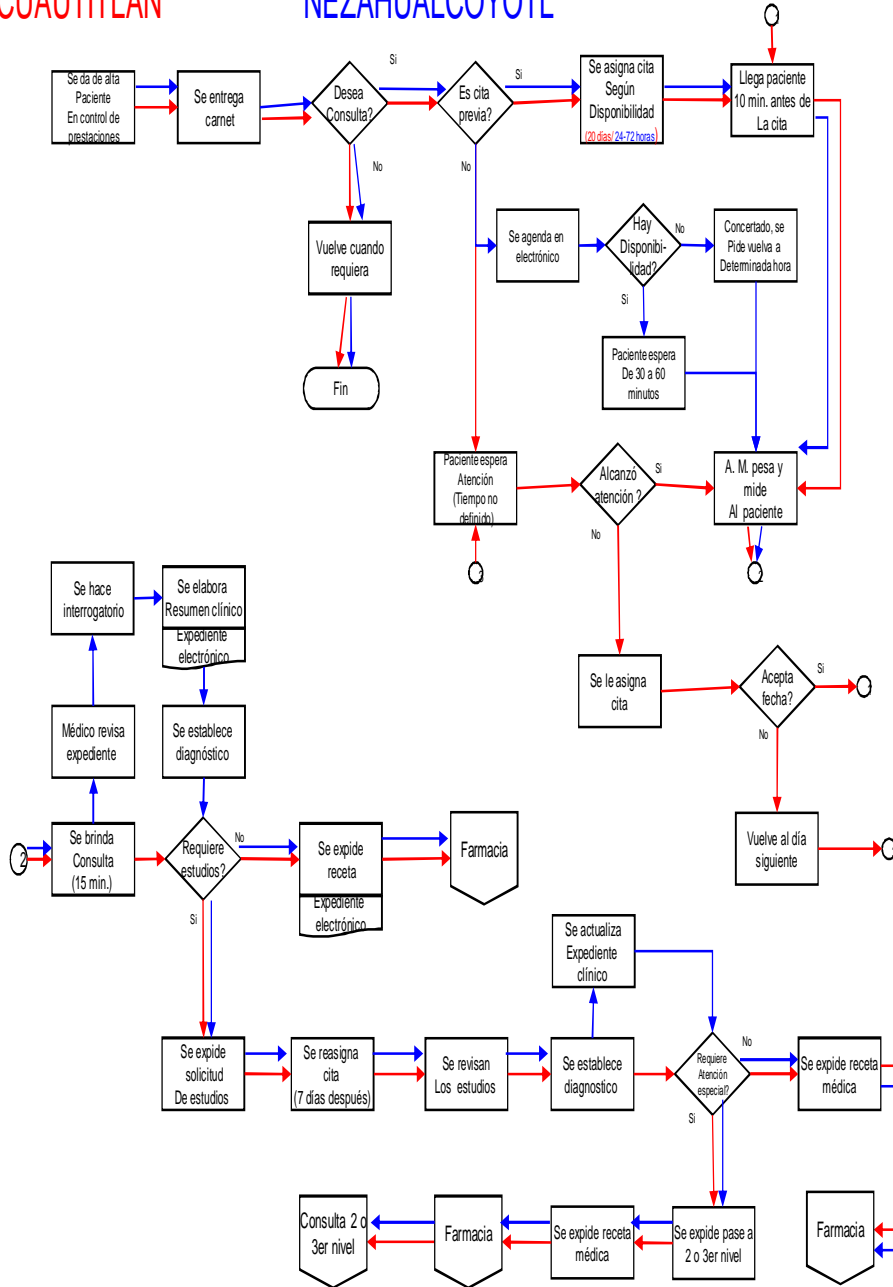 CUAUTITLAN NEZAHUALCOYOTE
1
Se da de alta
Paciente
En control de
prestaciones
Se entrega
carnet
Desea
Consulta?
Si
Es cita
previa?
Si
Se asigna cita
Según
Disponibilidad
(20 días/ 24-72 horas)
Llega paciente
10 min. antes de
La cita
No
No
Vuelve cuando
requiera
Fin
Se agenda en
electrónico
Hay
Disponibi-
lidad?
No
Concertado, se
Pide vuelva a
Determinada hora
Si
Paciente espera
De 30 a 60
minutos
Paciente espera
Atención
(Tiempo no
definido)
Alcanzó
atención ?
Si
A. M. pesa y
mide
Al paciente
No
3
2
Se le asigna
cita
Acepta
fecha?
Si
1
No
Vuelve al día
siguiente
Se hace
interrogatorio
Se elabora
Resumen clínico
Expediente
electrónico
Médico revisa
expediente
Se establece
diagnóstico
2
Se brinda
Consulta
(15 min.)
Requiere
estudios?
No
Se expide
receta
Expediente
electrónico
Farmacia
Si
Se actualiza
Expediente
clínico
Se expide
solicitud
De estudios
Se reasigna
cita
(7 días después)
Se revisan
Los estudios
Se establece
diagnostico
Requiere
Atención
especial?
No
Se expide receta
médica
Si
Consulta 2 o
3er nivel
Farmacia
Se expide receta
médica
Se expide pase a
2 o 3er nivel
Farmacia